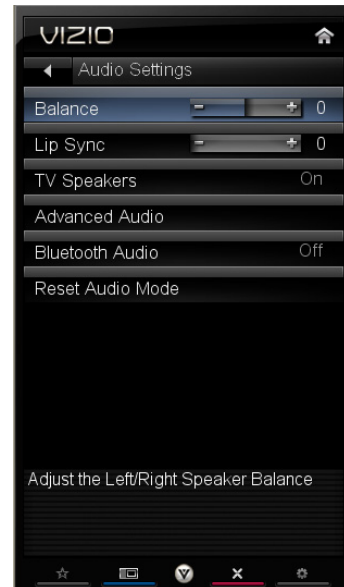 VIZIO
Audio Settings
Balance - + 0
Lip Sync - + 0
TV Speakers On
Advanced Audio
Bluetooth Audio Off
Reset Audio Mode
Adjust the Left/Right Speaker Balance
V